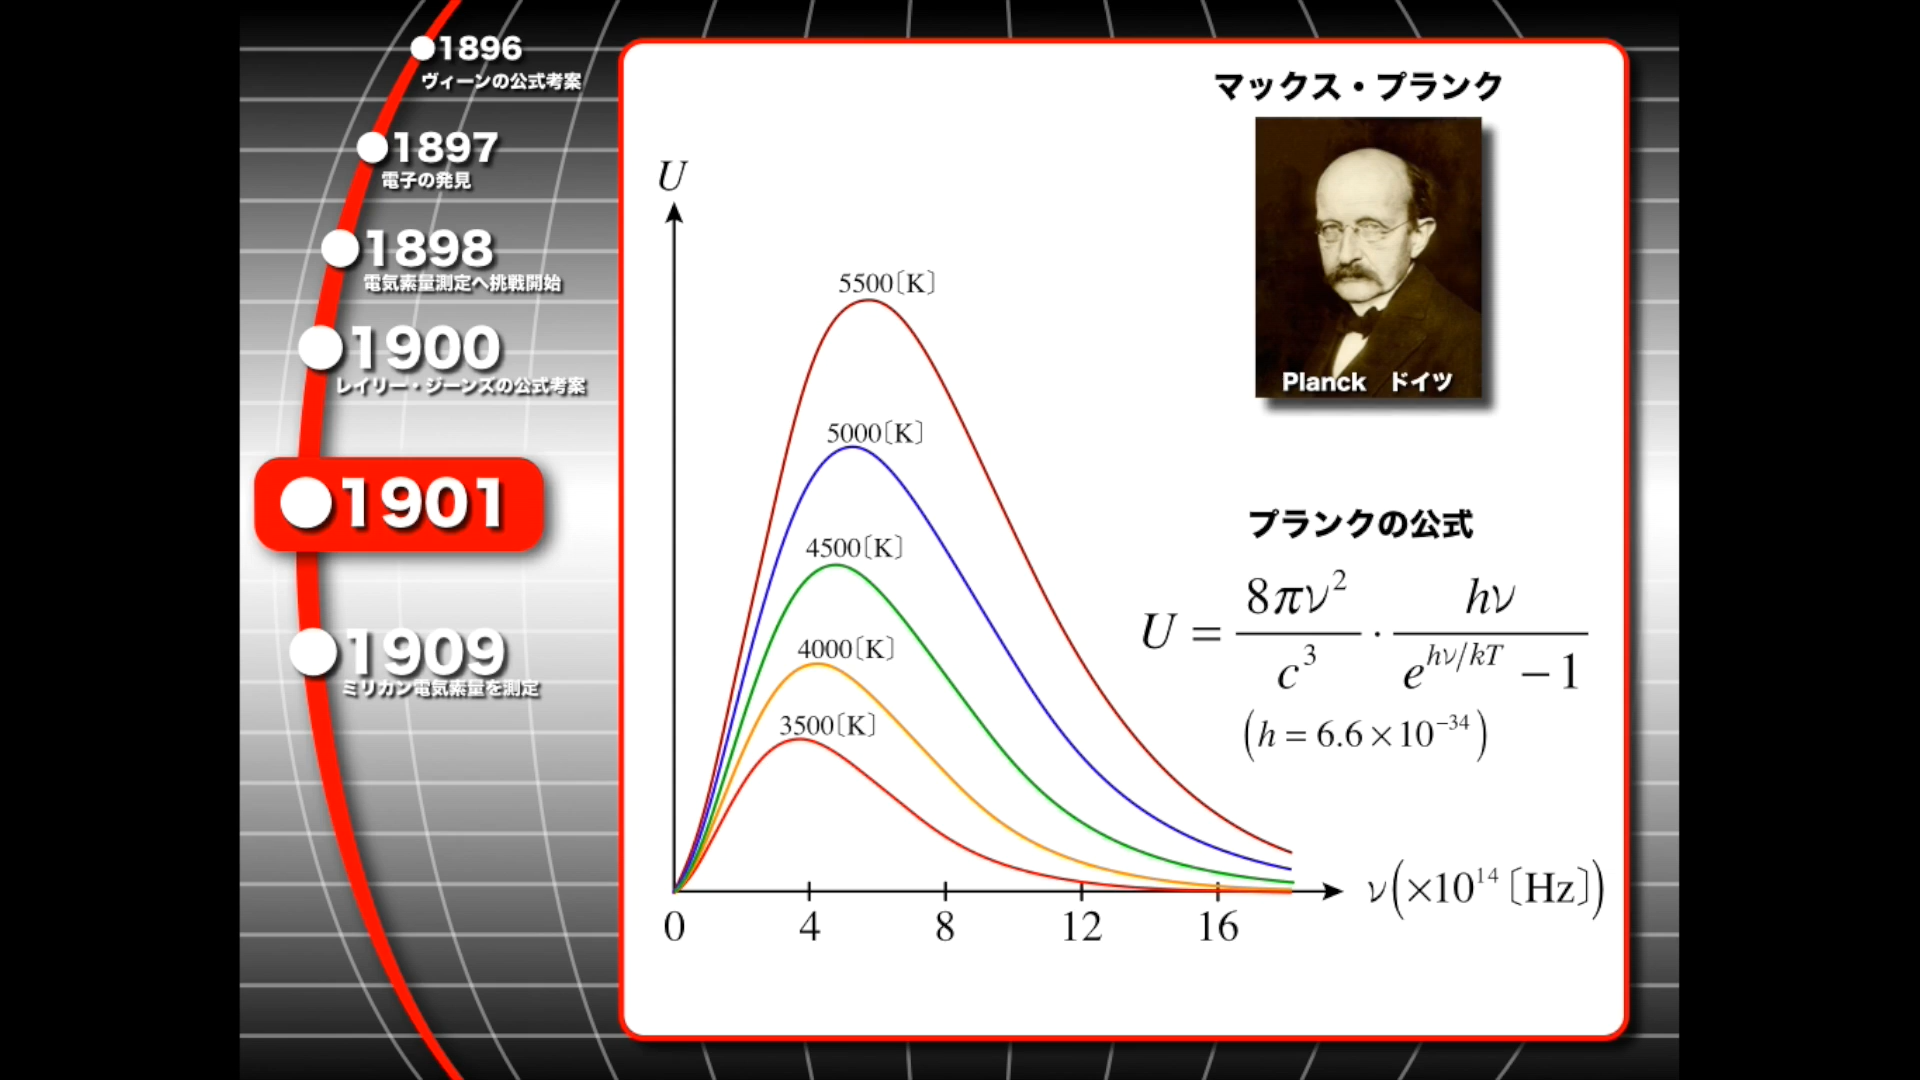 1896
ヴィーンの公式考案
1897
電子の発見
1898
電気素量測定へ挑戦開始
1900
レイリー・ジーンズの公式考案
1901
1909
ミリカン電気素量を測定
マックス・プランク
Planck ドイツ
U
5500〔K〕
5000〔K〕
4500〔K〕
4000〔K〕
3500〔K〕
0 4 8 12 16
ν(×10¹⁴〔Hz〕)
プランクの公式
U = 8πν²/c³ · hν/(e^{hν/kT} − 1)
(h = 6.6×10⁻³⁴)